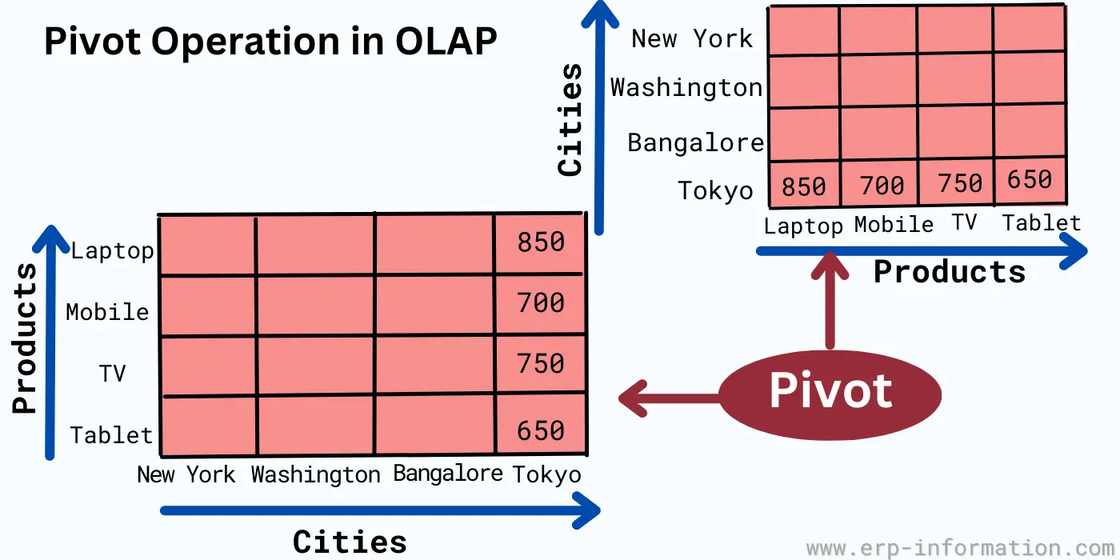 Pivot Operation in OLAP
Cities
New York
Washington
Bangalore
Tokyo 850 700 750 650
Laptop Mobile TV Tablet
Products
Products
Laptop 850
Mobile 700
TV 750
Tablet 650
New York Washington Bangalore Tokyo
Cities
Pivot
www.erp-information.com